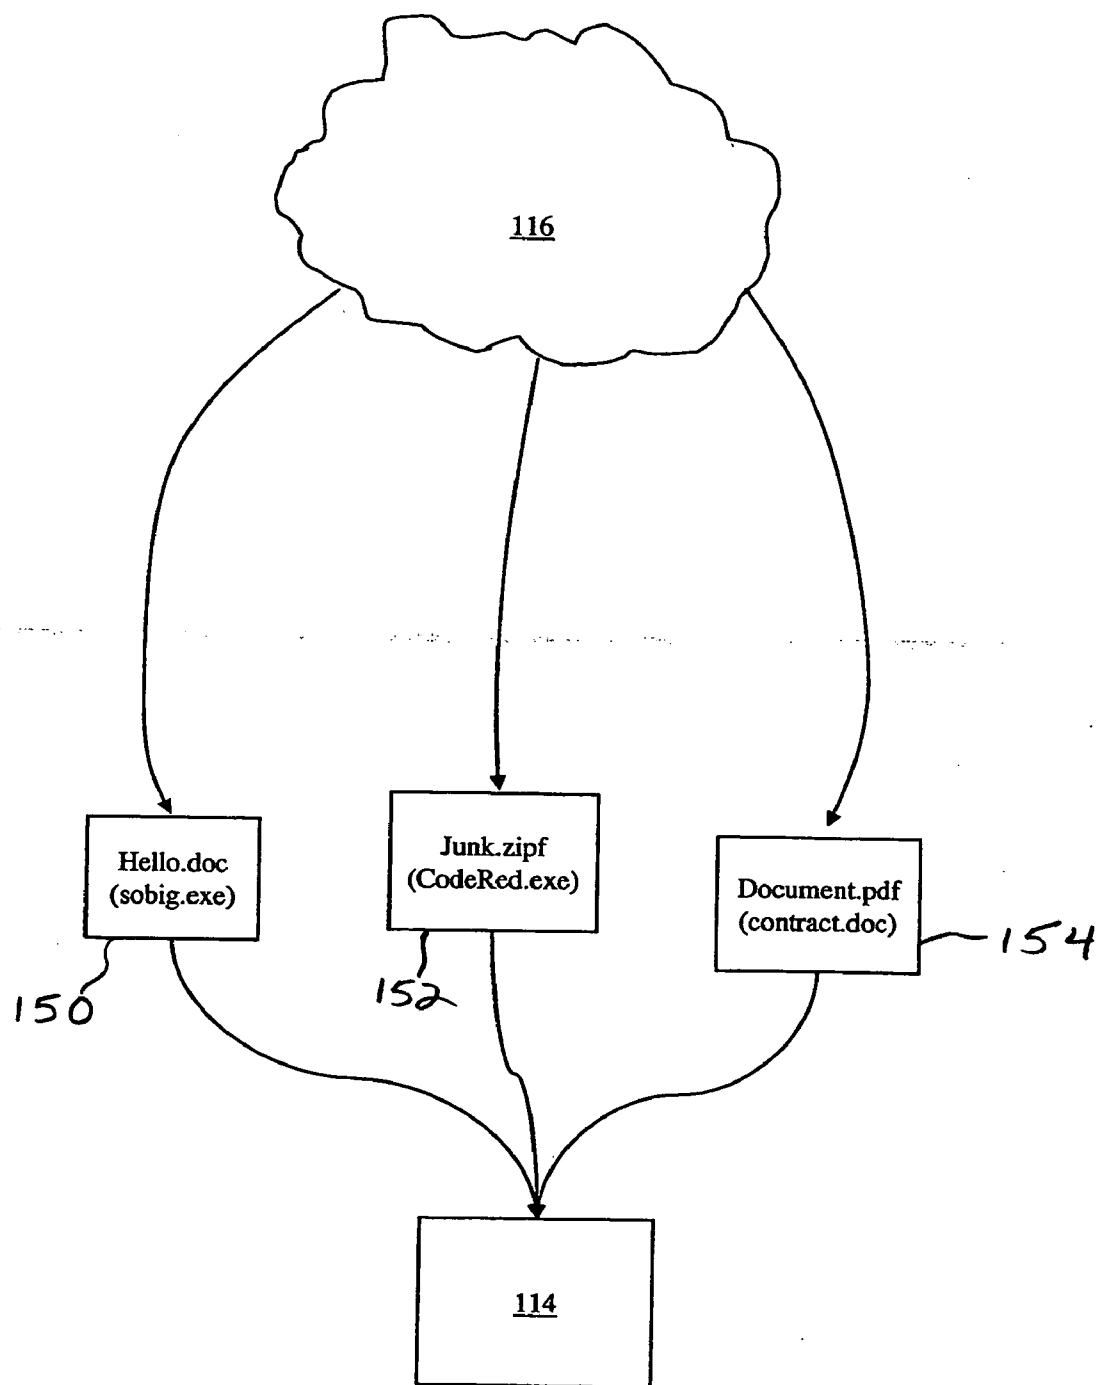 116
Hello.doc
(sobig.exe)
Junk.zipf
(CodeRed.exe)
Document.pdf
(contract.doc)
150
152
154
114